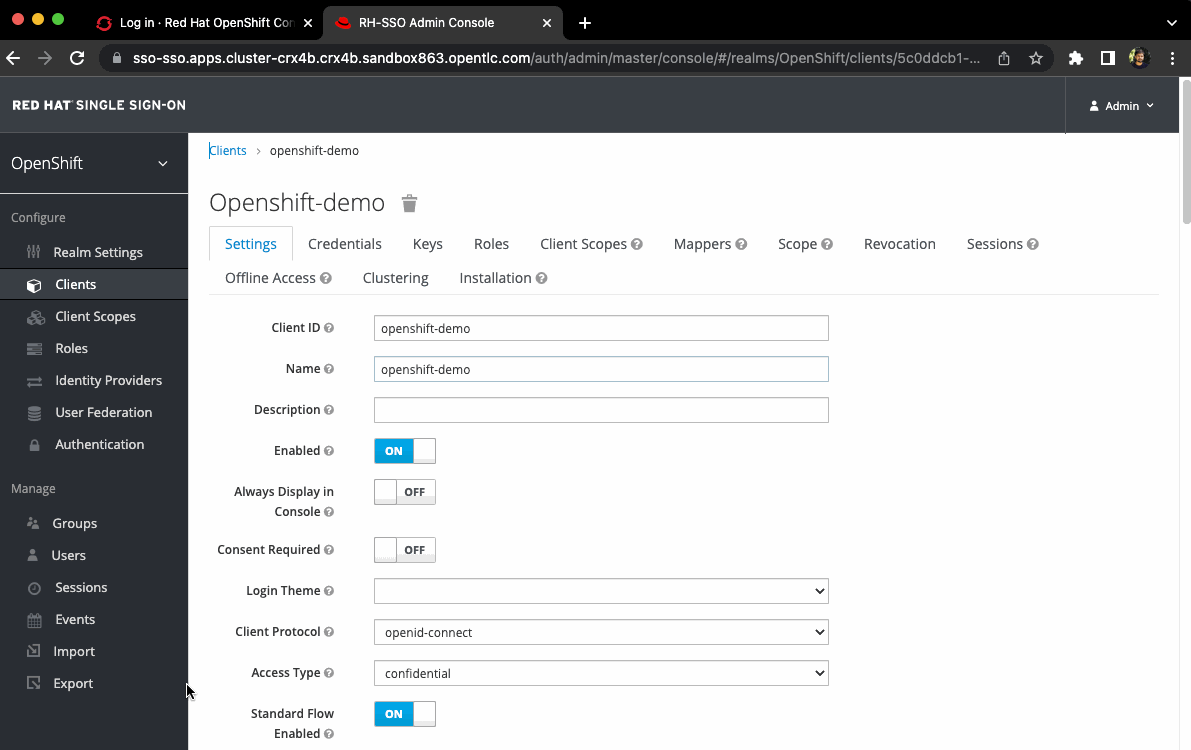 Log in · Red Hat OpenShift Con
RH-SSO Admin Console
sso-sso.apps.cluster-crx4b.crx4b.sandbox863.opentlc.com/auth/admin/master/console/#/realms/OpenShift/clients/5c0ddcb1-...
RED HAT SINGLE SIGN-ON
Admin
OpenShift
Configure
Realm Settings
Clients
Client Scopes
Roles
Identity Providers
User Federation
Authentication
Manage
Groups
Users
Sessions
Events
Import
Export
Clients > openshift-demo
Openshift-demo
Settings Credentials Keys Roles Client Scopes Mappers Scope Revocation Sessions
Offline Access Clustering Installation
Client ID openshift-demo
Name openshift-demo
Description
Enabled ON
Always Display in
Console OFF
Consent Required OFF
Login Theme
Client Protocol openid-connect
Access Type confidential
Standard Flow
Enabled ON